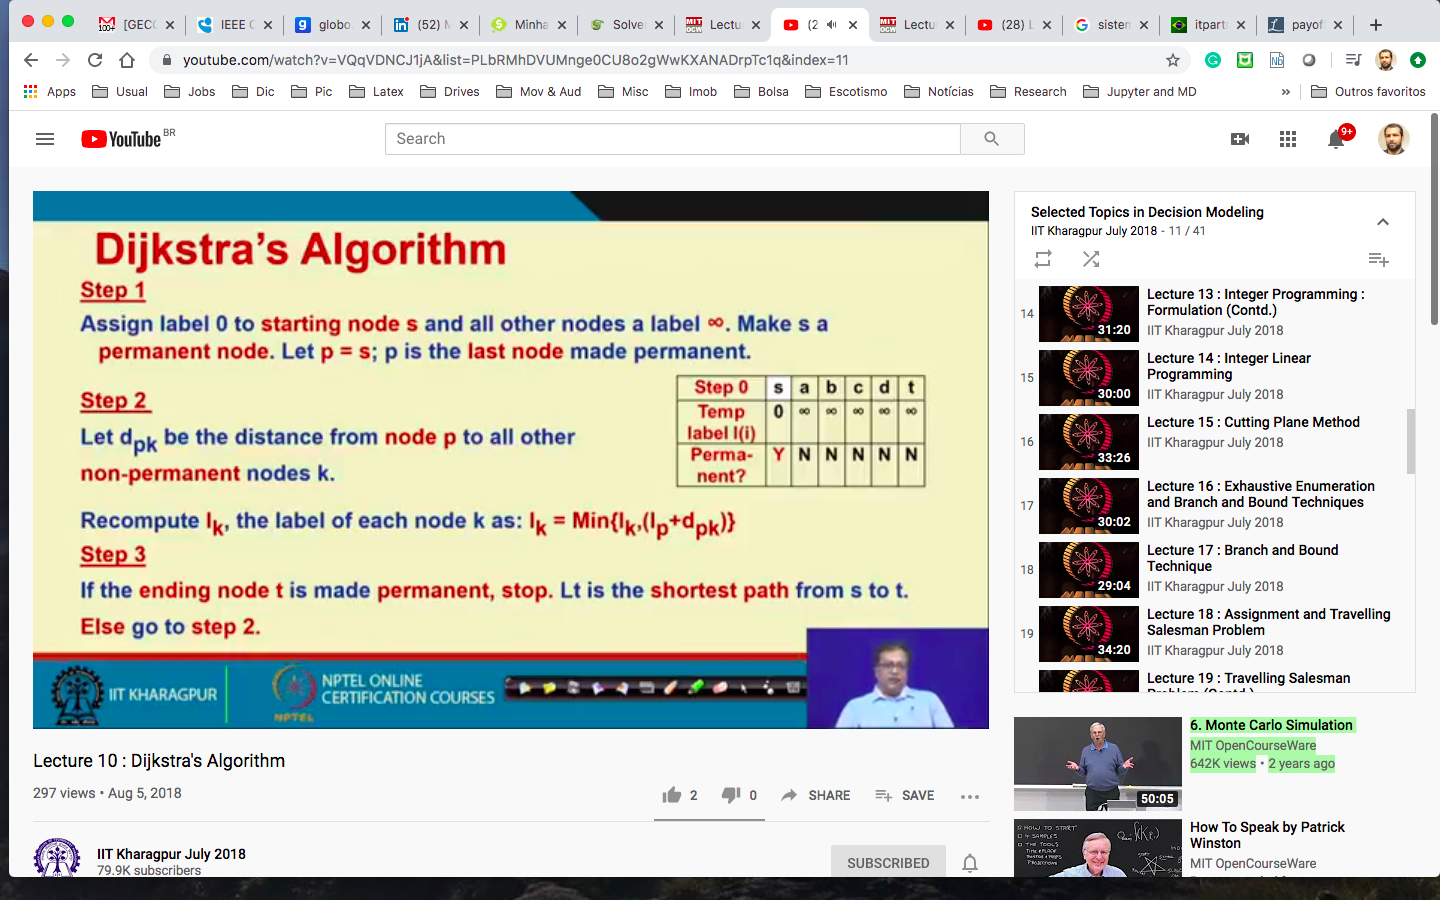 [GECC
IEEE C
globo.
(52) M
Minha
Solve
Lectu
(2
Lectu
(28) L
sistem
itpart
payof
youtube.com/watch?v=VQqVDNCJ1jA&list=PLbRMhDVUMnge0CU8o2gWwKXANADrpTc1q&index=11
Apps Usual Jobs Dic Pic Latex Drives Mov & Aud Misc Imob Bolsa Escotismo Notícias Research Jupyter and MD » Outros favoritos
YouTube BR
Search
9+
Dijkstra's Algorithm
Step 1
Assign label 0 to starting node s and all other nodes a label ∞. Make s a
permanent node. Let p = s; p is the last node made permanent.
Step 2
Let dpk be the distance from node p to all other
non-permanent nodes k.
Step 0 s a b c d t
Temp label l(i) 0 ∞ ∞ ∞ ∞ ∞
Perma-nent? Y N N N N N
Recompute lk, the label of each node k as: lk = Min{lk,(lp+dpk)}
Step 3
If the ending node t is made permanent, stop. Lt is the shortest path from s to t.
Else go to step 2.
IIT KHARAGPUR
NPTEL
NPTEL ONLINE
CERTIFICATION COURSES
Lecture 10 : Dijkstra's Algorithm
297 views • Aug 5, 2018
2 0 SHARE SAVE
IIT Kharagpur July 2018
79.9K subscribers
SUBSCRIBED
Selected Topics in Decision Modeling
IIT Kharagpur July 2018 - 11 / 41
14
31:20
Lecture 13 : Integer Programming :
Formulation (Contd.)
IIT Kharagpur July 2018
15
30:00
Lecture 14 : Integer Linear
Programming
IIT Kharagpur July 2018
16
33:26
Lecture 15 : Cutting Plane Method
IIT Kharagpur July 2018
17
30:02
Lecture 16 : Exhaustive Enumeration
and Branch and Bound Techniques
IIT Kharagpur July 2018
18
29:04
Lecture 17 : Branch and Bound
Technique
IIT Kharagpur July 2018
19
34:20
Lecture 18 : Assignment and Travelling
Salesman Problem
IIT Kharagpur July 2018
Lecture 19 : Travelling Salesman
Problem (Contd.)
50:05
6. Monte Carlo Simulation
MIT OpenCourseWare
642K views • 2 years ago
How To Speak by Patrick
Winston
MIT OpenCourseWare